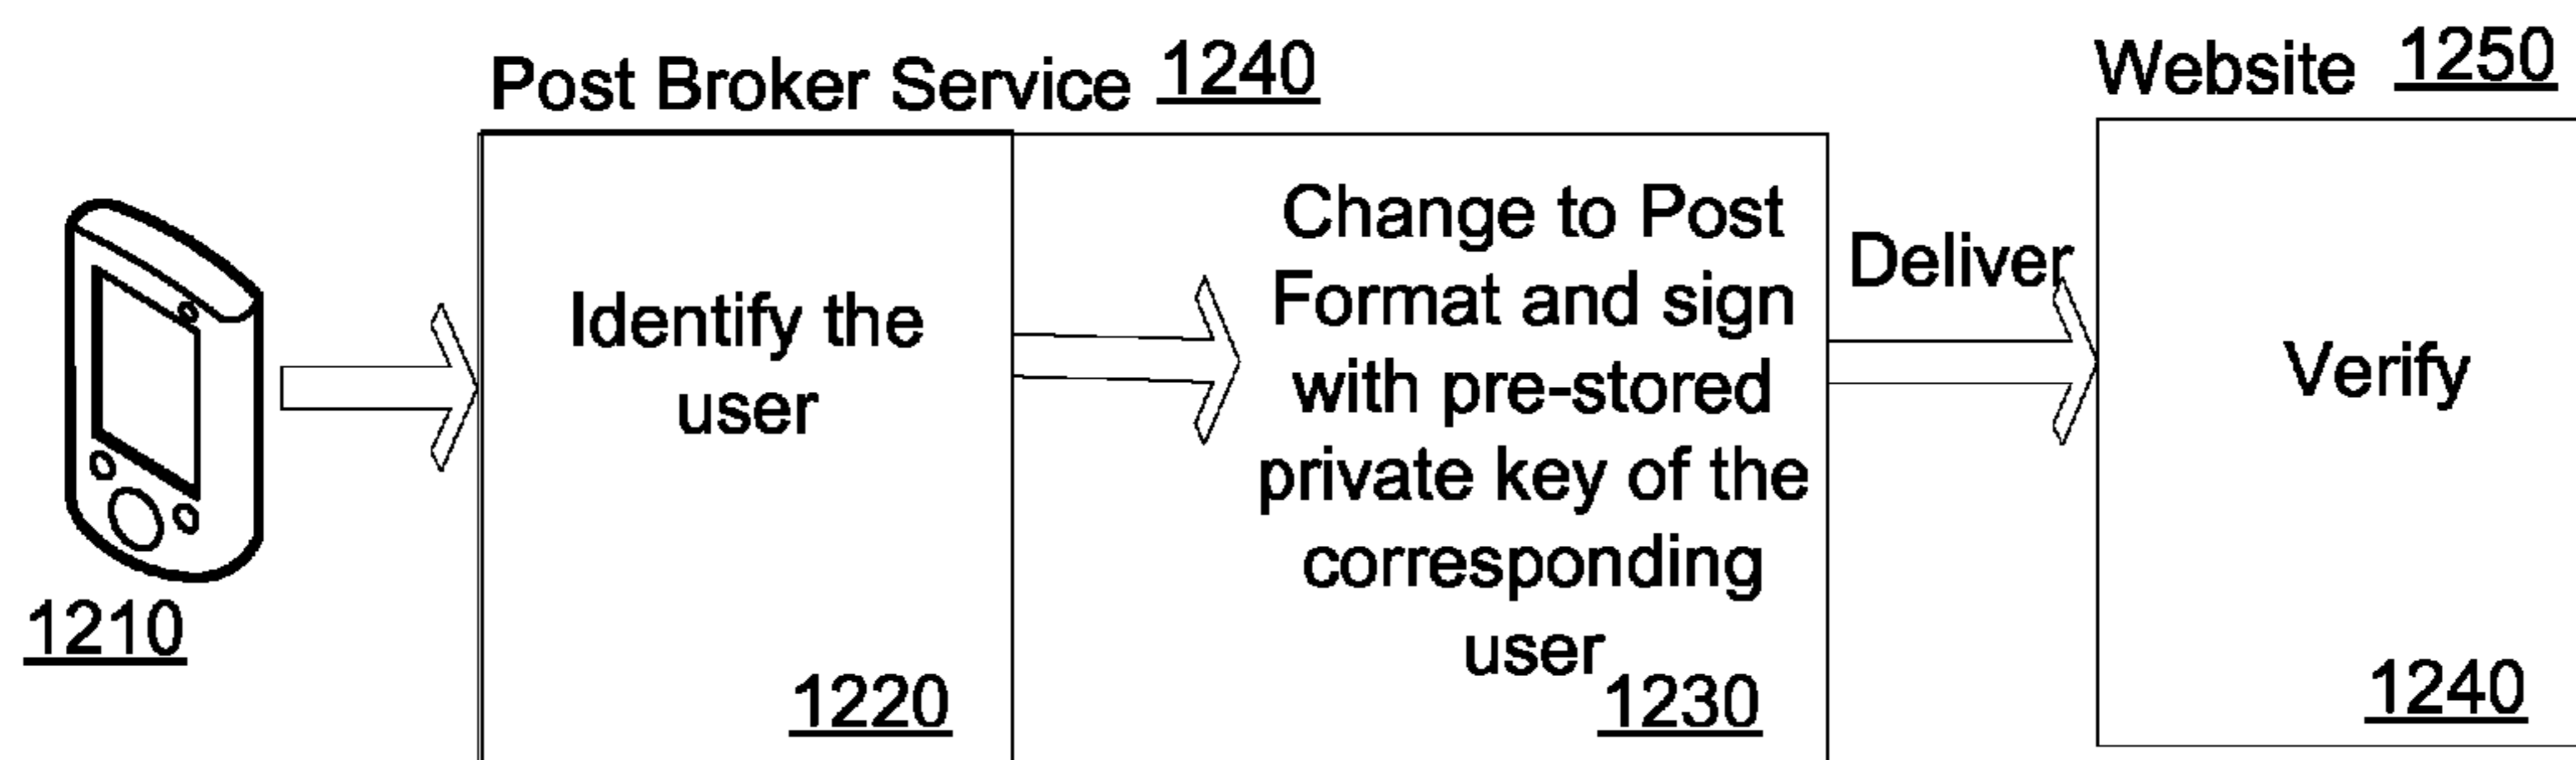 Post Broker Service 1240
Website 1250
1210
Identify the
user
1220
Change to Post
Format and sign
with pre-stored
private key of the
corresponding
user
1230
Deliver
Verify
1240